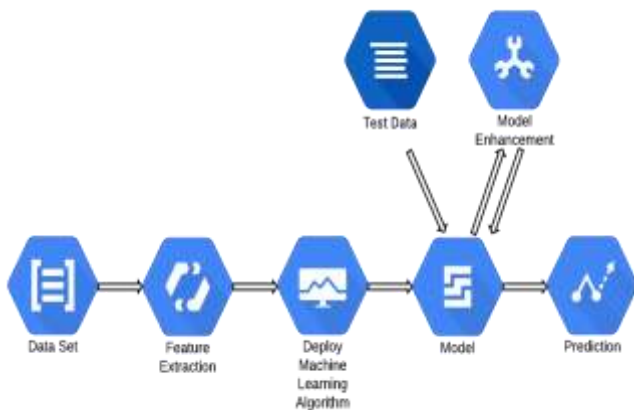 Test Data
Model
Enhancement
Data Set
Feature
Extraction
Deploy
Machine
Learning
Algorithm
Model
Prediction